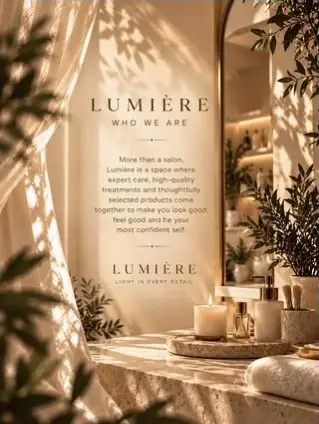 LUMIÈRE
WHO WE ARE
More than a salon,
Lumière is a space where
expert care, high-quality
treatments and thoughtfully
selected products come
together to make you look good,
feel good and be your
most confident self.
LUMIÈRE
LIGHT IN EVERY DETAIL